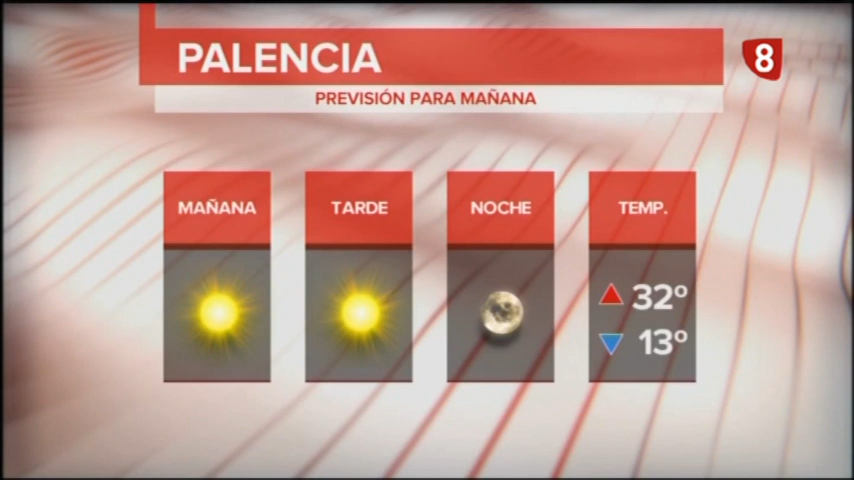 PALENCIA
8
PREVISIÓN PARA MAÑANA
MAÑANA
TARDE
NOCHE
TEMP.
32º
13º